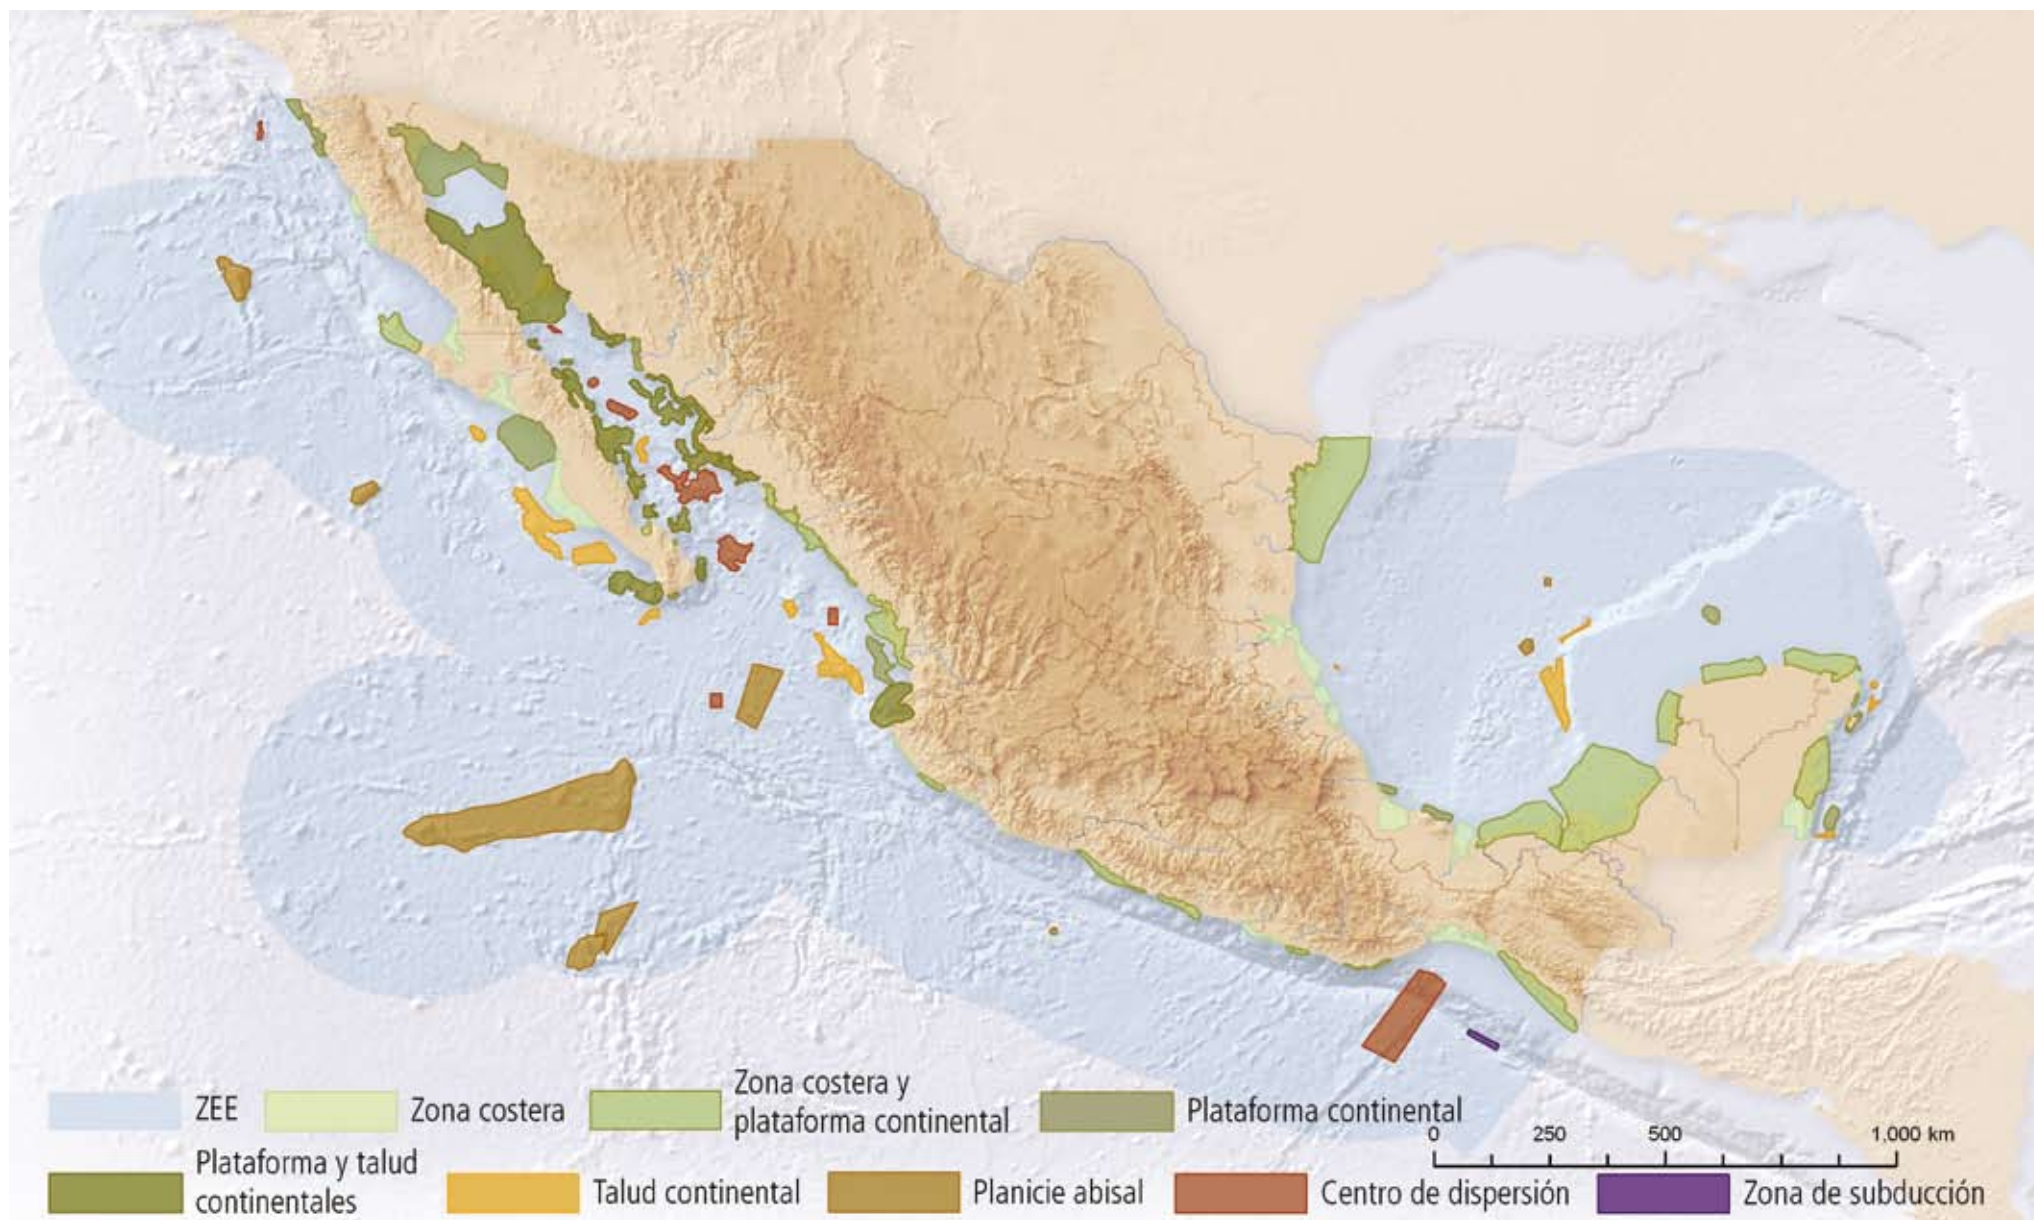 ZEE
Zona costera
Zona costera y
plataforma continental
Plataforma continental
0
250
500
1.000 km
Plataforma y talud
continentales
Talud continental
Planicie abisal
Centro de dispersión
Zona de subducción